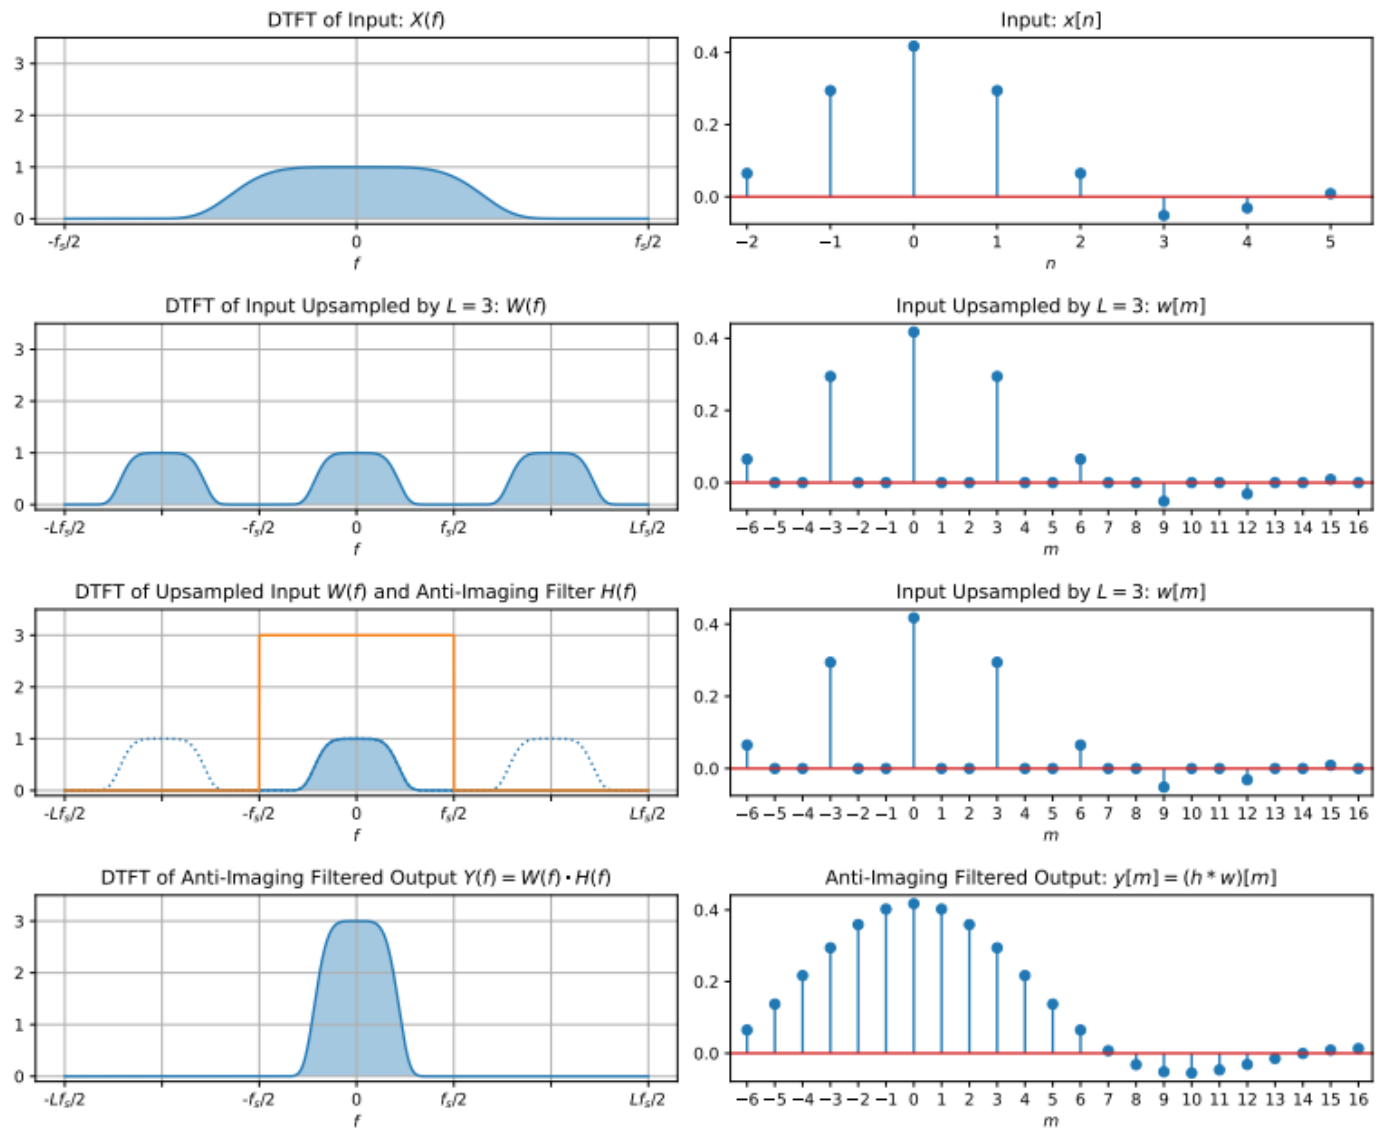 DTFT of Input: X(f)
3
2
1
0
-fₛ/2 0 fₛ/2
f
Input: x[n]
0.4
0.2
0.0
−2 −1 0 1 2 3 4 5
n
DTFT of Input Upsampled by L = 3: W(f)
3
2
1
0
-Lfₛ/2 -fₛ/2 0 fₛ/2 Lfₛ/2
f
Input Upsampled by L = 3: w[m]
0.4
0.2
0.0
−6 −5 −4 −3 −2 −1 0 1 2 3 4 5 6 7 8 9 10 11 12 13 14 15 16
m
DTFT of Upsampled Input W(f) and Anti-Imaging Filter H(f)
3
2
1
0
-Lfₛ/2 -fₛ/2 0 fₛ/2 Lfₛ/2
f
Input Upsampled by L = 3: w[m]
0.4
0.2
0.0
−6 −5 −4 −3 −2 −1 0 1 2 3 4 5 6 7 8 9 10 11 12 13 14 15 16
m
DTFT of Anti-Imaging Filtered Output Y(f) = W(f) • H(f)
3
2
1
0
-Lfₛ/2 -fₛ/2 0 fₛ/2 Lfₛ/2
f
Anti-Imaging Filtered Output: y[m] = (h * w)[m]
0.4
0.2
0.0
−6 −5 −4 −3 −2 −1 0 1 2 3 4 5 6 7 8 9 10 11 12 13 14 15 16
m